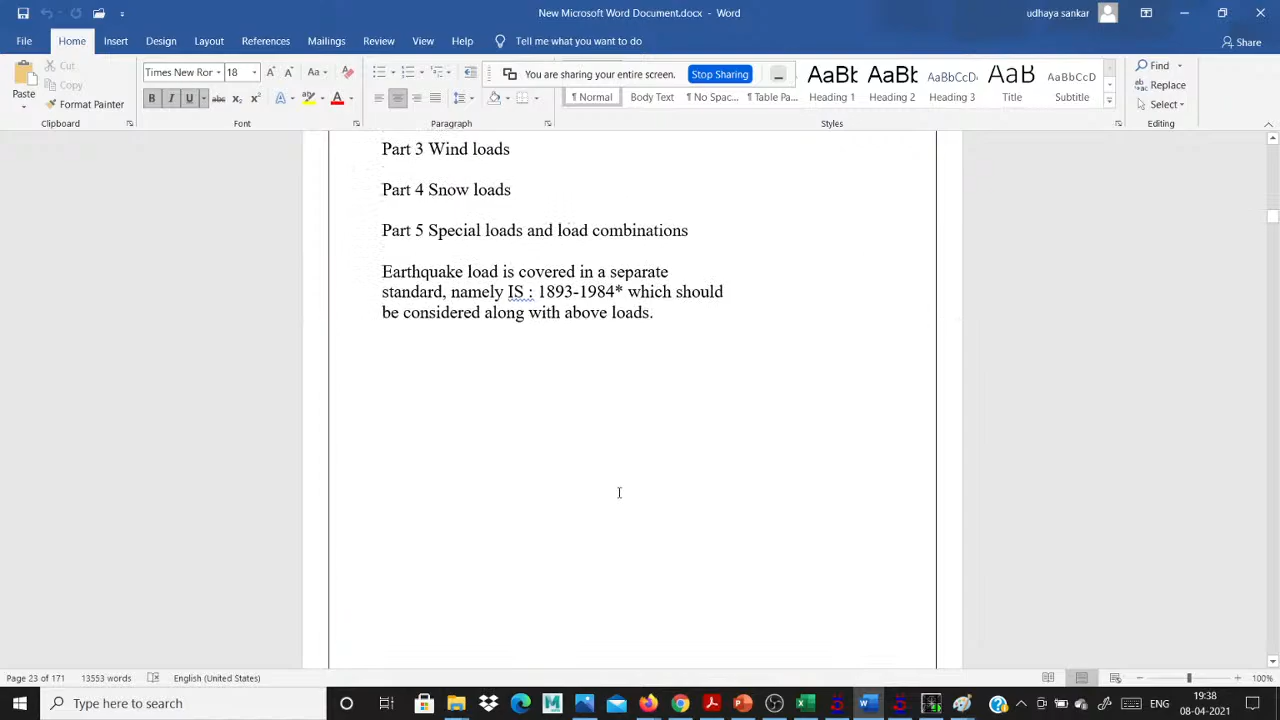 New Microsoft Word Document.docx - Word
udhaya sankar
File Home Insert Design Layout References Mailings Review View Help Tell me what you want to do
Share
Paste
Cut
Copy
Format Painter
Clipboard
Times New Ror 18
Font
Paragraph
You are sharing your entire screen. Stop Sharing
AaBb AaBb AaBbCcD AaB AaBbCcD
¶ Normal Body Text ¶ No Spac... ¶ Table Pa... Heading 1 Heading 2 Heading 3 Title Subtitle
Styles
Find
Replace
Select
Editing
Part 3 Wind loads
Part 4 Snow loads
Part 5 Special loads and load combinations
Earthquake load is covered in a separate
standard, namely IS : 1893-1984* which should
be considered along with above loads.
Page 23 of 171 13553 words English (United States)
100%
Type here to search
ENG
19:38
08-04-2021